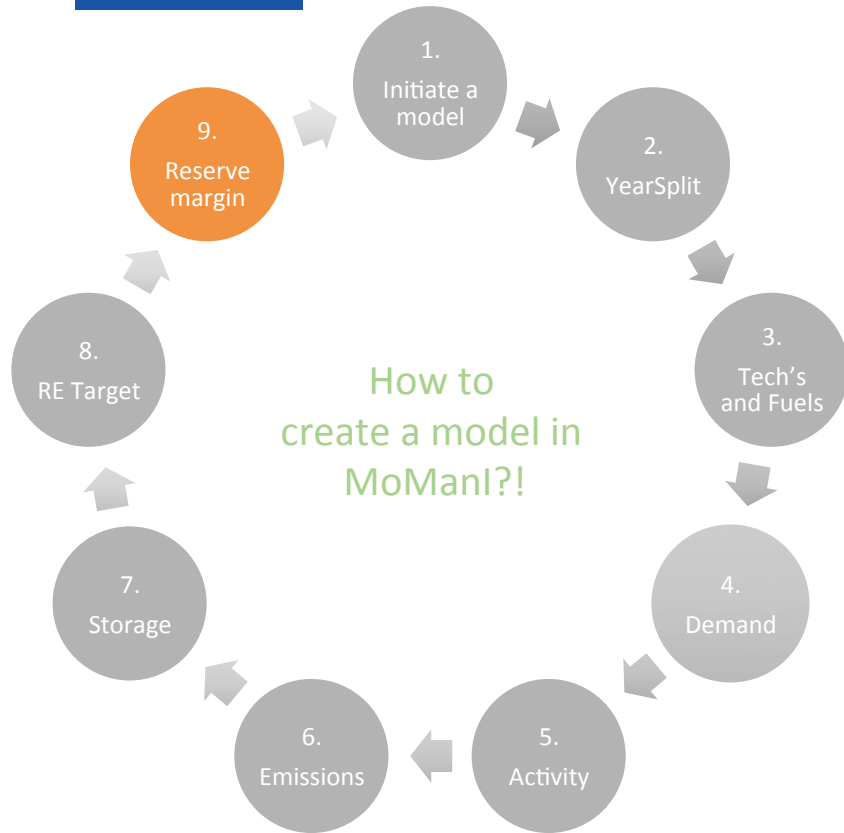 1.
Initiate a
model
2.
YearSplit
3.
Tech's
and Fuels
4.
Demand
5.
Activity
6.
Emissions
7.
Storage
8.
RE Target
9.
Reserve
margin
How to
create a model in
MoManI?!